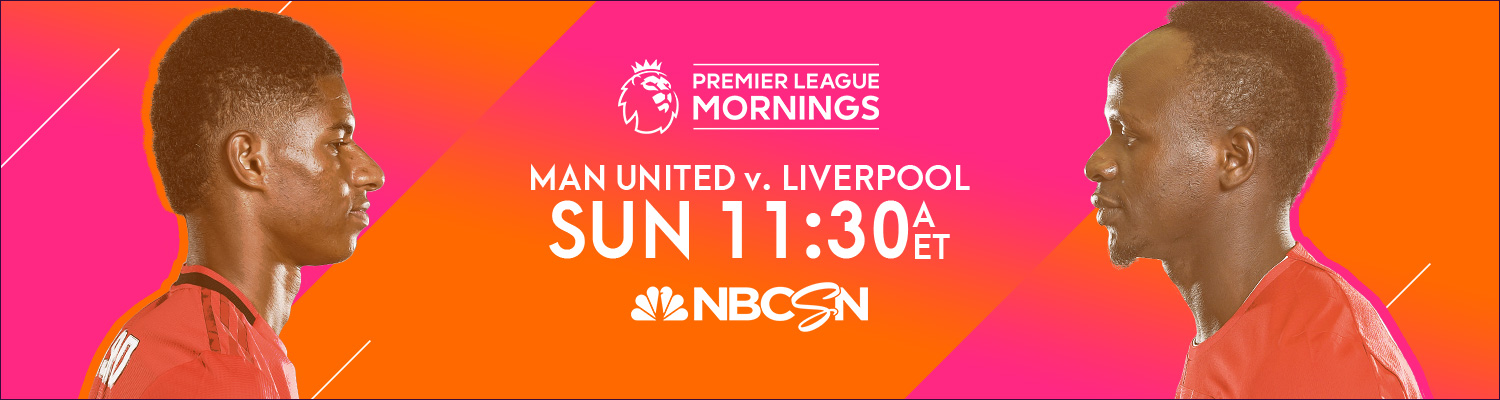 PREMIER LEAGUE
MORNINGS
MAN UNITED v. LIVERPOOL
SUN 11:30 A ET
NBCSN